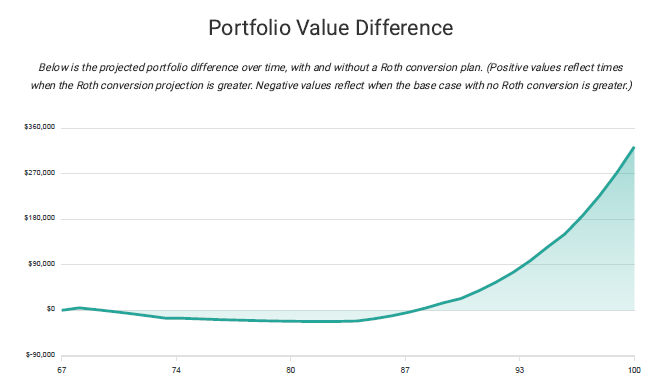 Portfolio Value Difference
Below is the projected portfolio difference over time, with and without a Roth conversion plan. (Positive values reflect times
when the Roth conversion projection is greater. Negative values reflect when the base case with no Roth conversion is greater.)
$360,000
$270,000
$180,000
$90,000
$0
$-90,000
67 74 80 87 93 100